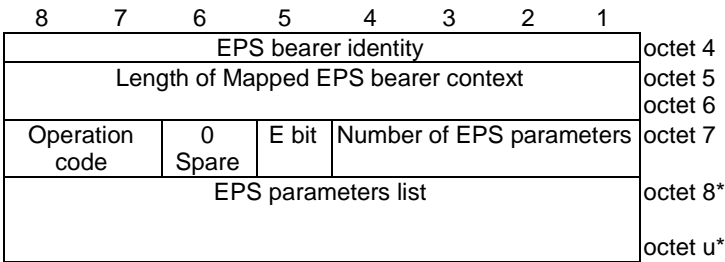 8 7 6 5 4 3 2 1
EPS bearer identity octet 4
Length of Mapped EPS bearer context octet 5
octet 6
Operation 0 E bit Number of EPS parameters octet 7
code Spare
EPS parameters list octet 8*
octet u*